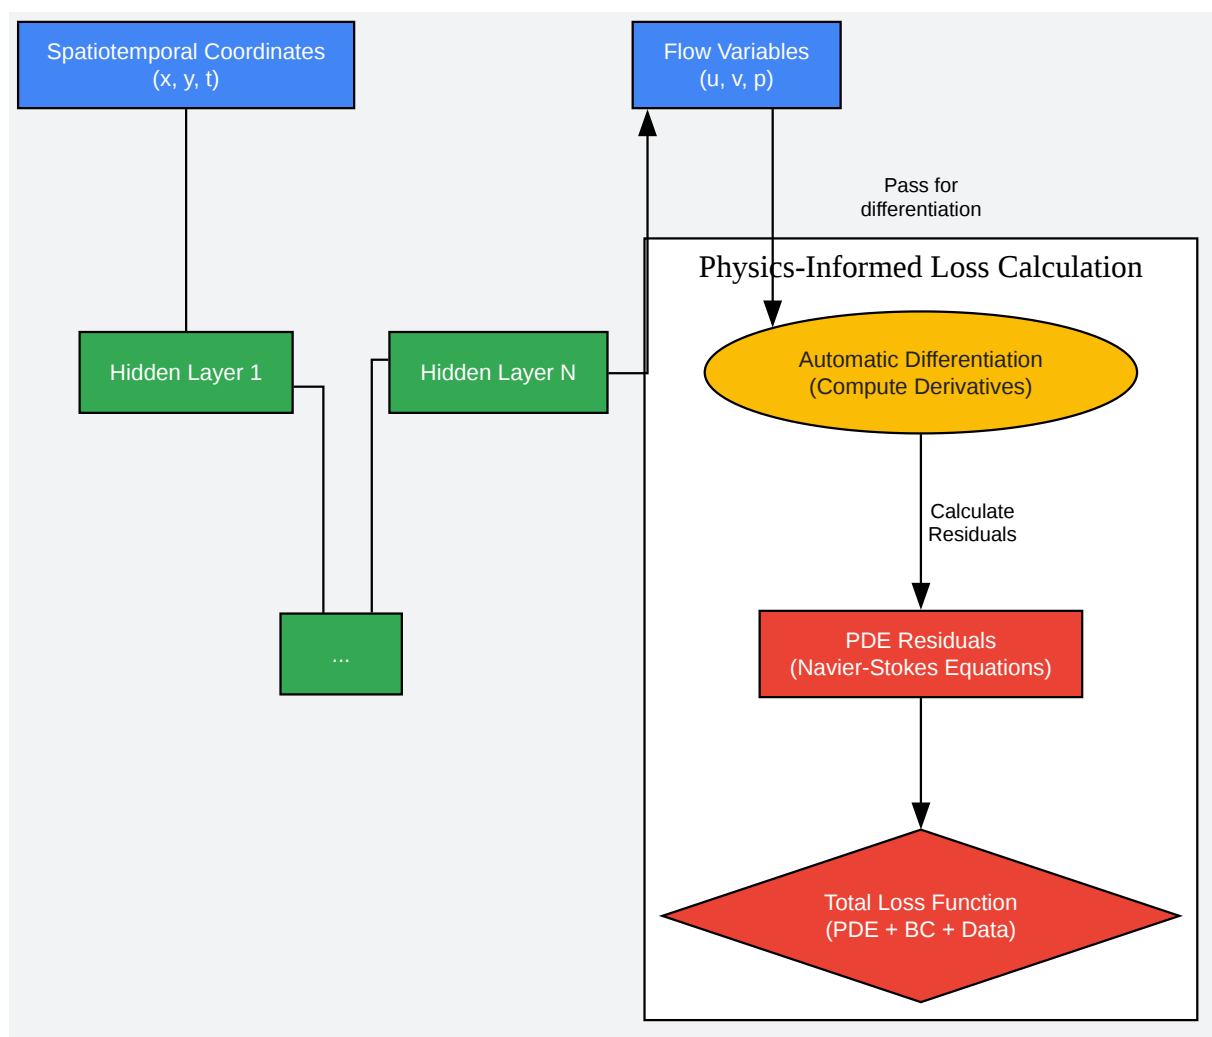 Spatiotemporal Coordinates
(x, y, t)
Flow Variables
(u, v, p)
Pass for
differentiation
Physics-Informed Loss Calculation
Hidden Layer 1
Hidden Layer N
Automatic Differentiation
(Compute Derivatives)
Calculate
Residuals
...
PDE Residuals
(Navier-Stokes Equations)
Total Loss Function
(PDE + BC + Data)